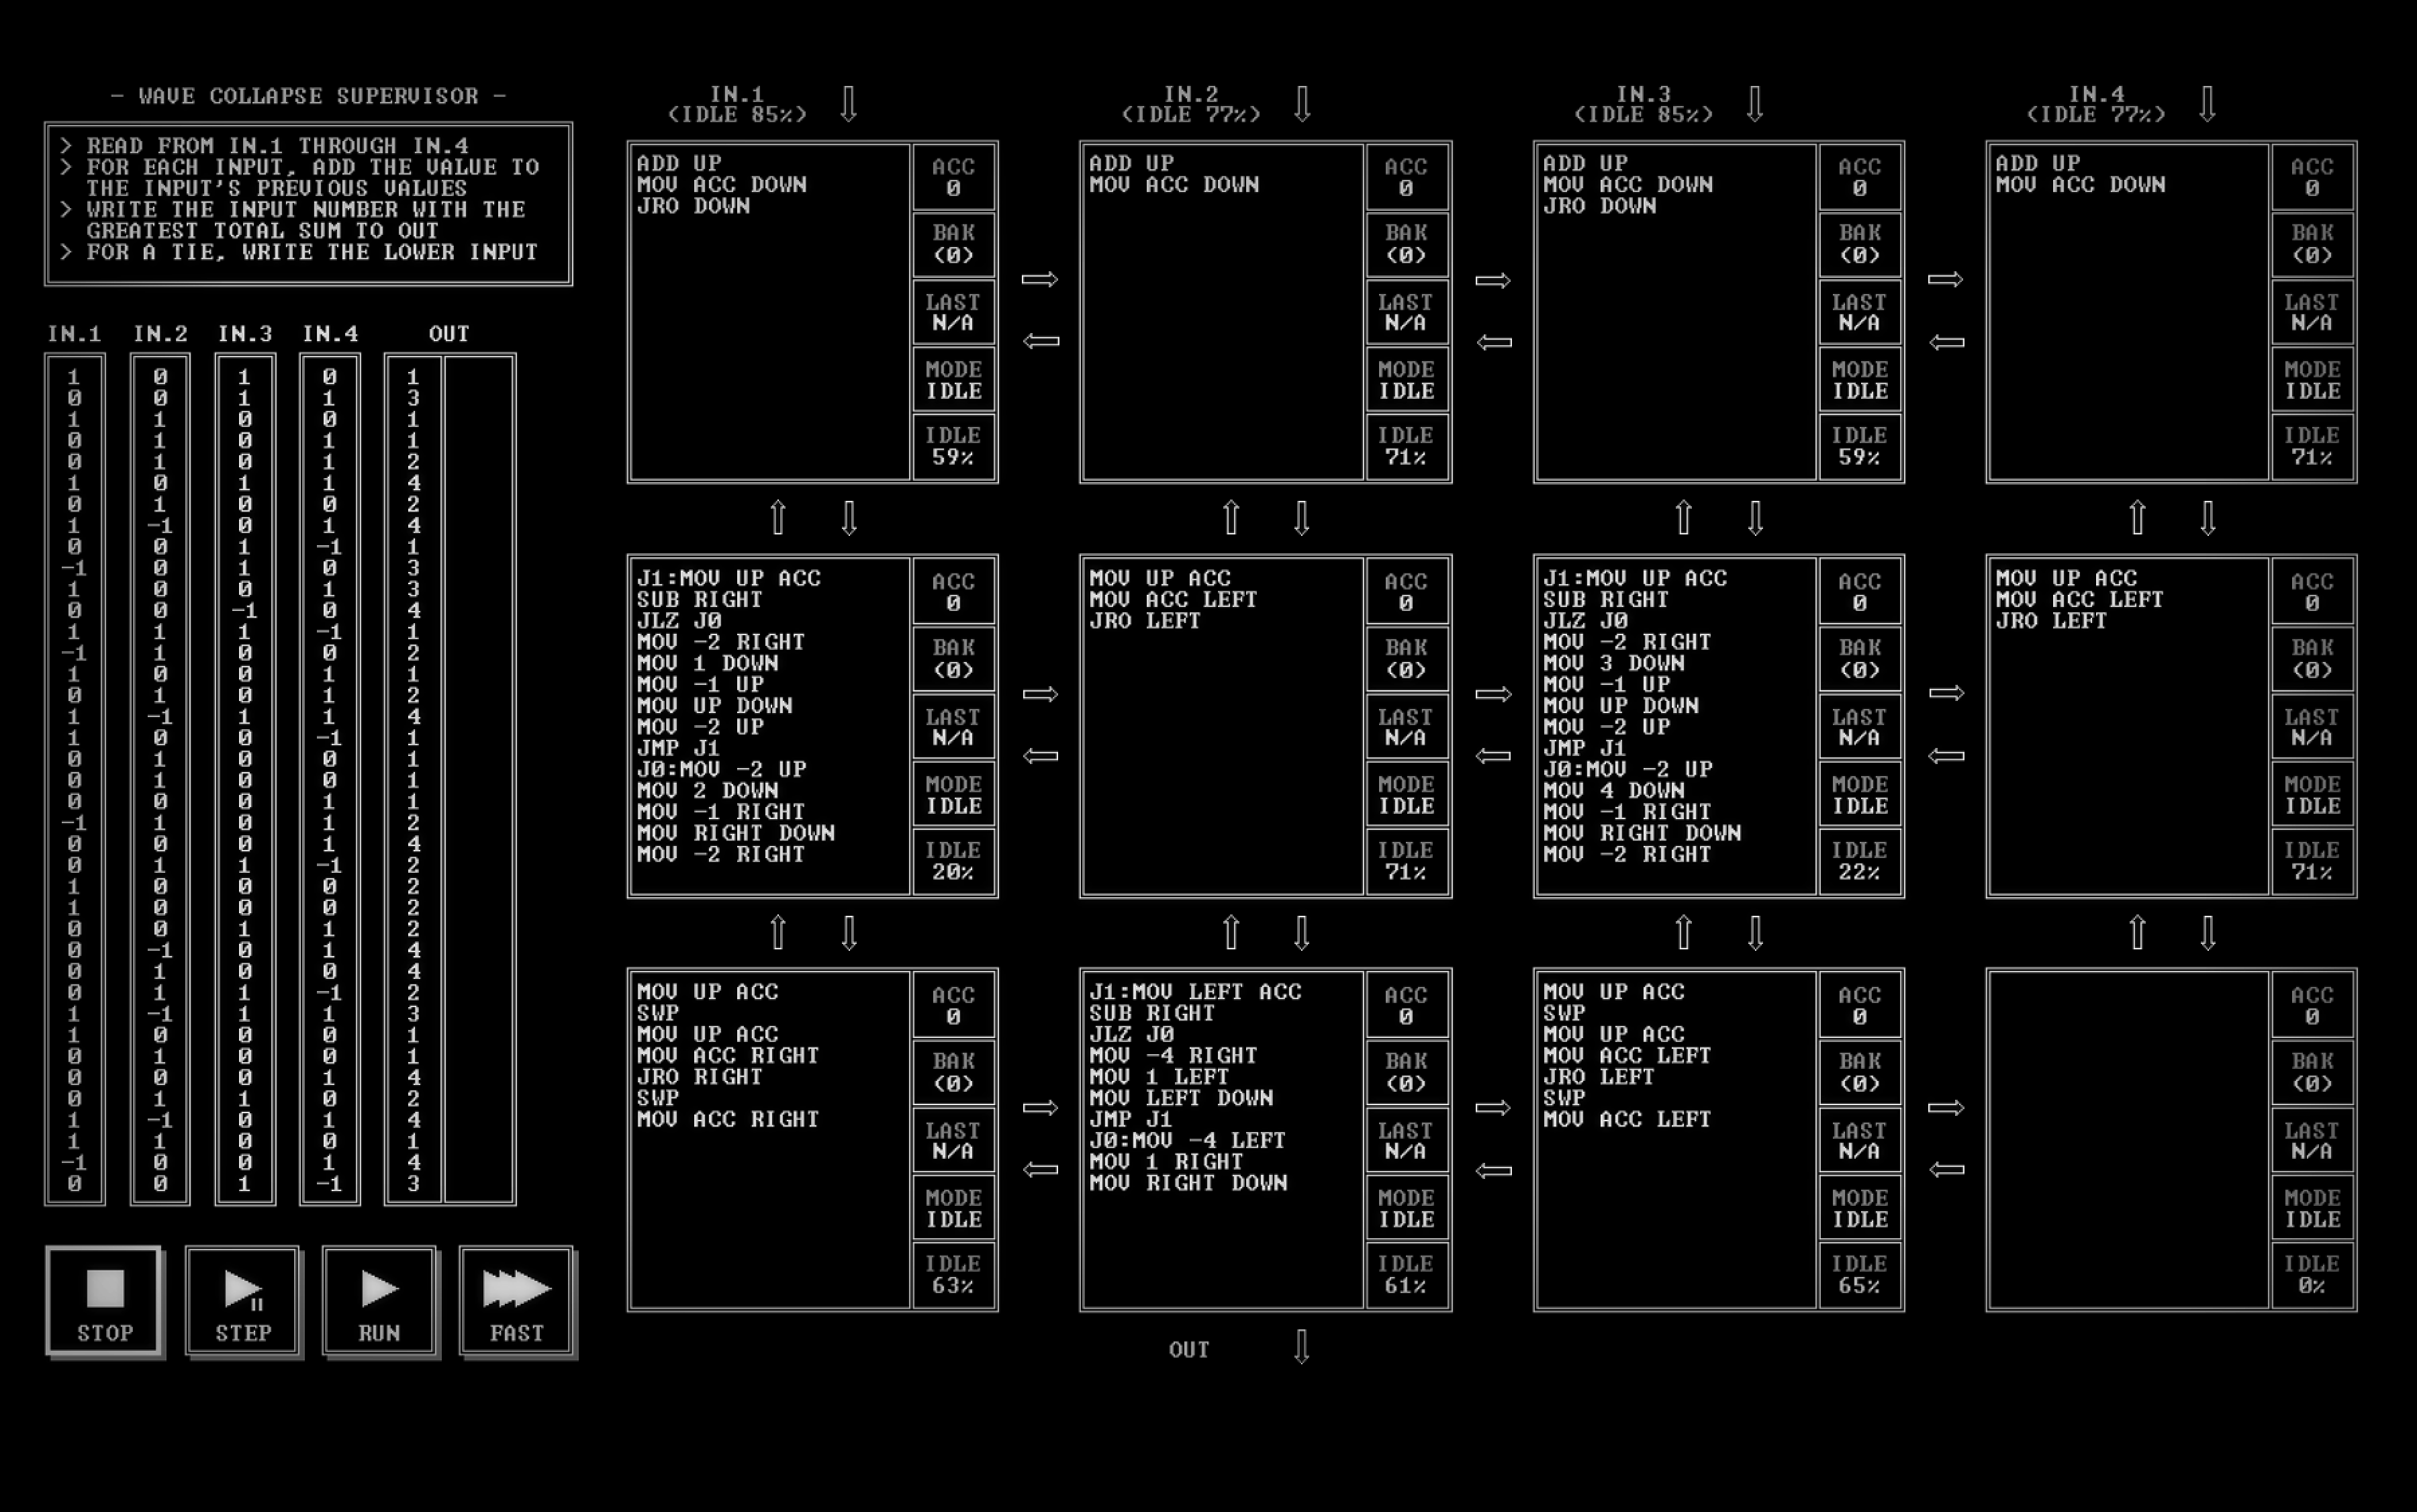 - WAVE COLLAPSE SUPERVISOR -
> READ FROM IN.1 THROUGH IN.4
> FOR EACH INPUT, ADD THE VALUE TO
THE INPUT'S PREVIOUS VALUES
> WRITE THE INPUT NUMBER WITH THE
GREATEST TOTAL SUM TO OUT
> FOR A TIE, WRITE THE LOWER INPUT
IN.1 IN.2 IN.3 IN.4 OUT
1 0 1 0 1
0 0 1 1 3
1 1 0 0 1
0 1 0 1 1
0 1 0 1 2
1 0 1 1 4
0 1 0 0 2
1 -1 0 1 4
0 0 1 -1 1
-1 0 1 0 3
1 0 0 1 3
0 0 -1 0 4
1 1 1 -1 1
-1 1 0 0 2
1 0 0 1 1
0 1 0 1 2
1 -1 1 1 4
1 0 0 -1 1
0 1 0 0 1
0 1 0 0 1
0 0 0 1 1
-1 1 0 1 2
0 0 0 1 4
0 1 1 -1 2
1 0 0 0 2
1 0 0 0 2
0 0 1 1 2
0 -1 0 1 4
0 1 0 0 4
0 1 1 -1 2
1 -1 1 1 3
1 0 0 0 1
0 1 0 0 1
0 0 0 1 4
0 1 1 0 2
1 -1 0 1 4
1 1 0 0 1
-1 0 0 1 4
0 0 1 -1 3
STOP
STEP
RUN
FAST
IN.1
(IDLE 85%)
IN.2
(IDLE 77%)
IN.3
(IDLE 85%)
IN.4
(IDLE 77%)
ADD UP
MOV ACC DOWN
JRO DOWN
ACC
0
BAK
(0)
LAST
N/A
MODE
IDLE
IDLE
59%
ADD UP
MOV ACC DOWN
ACC
0
BAK
(0)
LAST
N/A
MODE
IDLE
IDLE
71%
ADD UP
MOV ACC DOWN
JRO DOWN
ACC
0
BAK
(0)
LAST
N/A
MODE
IDLE
IDLE
59%
ADD UP
MOV ACC DOWN
ACC
0
BAK
(0)
LAST
N/A
MODE
IDLE
IDLE
71%
J1:MOV UP ACC
SUB RIGHT
JLZ J0
MOV -2 RIGHT
MOV 1 DOWN
MOV -1 UP
MOV UP DOWN
MOV -2 UP
JMP J1
J0:MOV -2 UP
MOV 2 DOWN
MOV -1 RIGHT
MOV RIGHT DOWN
MOV -2 RIGHT
ACC
0
BAK
(0)
LAST
N/A
MODE
IDLE
IDLE
20%
MOV UP ACC
MOV ACC LEFT
JRO LEFT
ACC
0
BAK
(0)
LAST
N/A
MODE
IDLE
IDLE
71%
J1:MOV UP ACC
SUB RIGHT
JLZ J0
MOV -2 RIGHT
MOV 3 DOWN
MOV -1 UP
MOV UP DOWN
MOV -2 UP
JMP J1
J0:MOV -2 UP
MOV 4 DOWN
MOV -1 RIGHT
MOV RIGHT DOWN
MOV -2 RIGHT
ACC
0
BAK
(0)
LAST
N/A
MODE
IDLE
IDLE
22%
MOV UP ACC
MOV ACC LEFT
JRO LEFT
ACC
0
BAK
(0)
LAST
N/A
MODE
IDLE
IDLE
71%
MOV UP ACC
SWP
MOV UP ACC
MOV ACC RIGHT
JRO RIGHT
SWP
MOV ACC RIGHT
ACC
0
BAK
(0)
LAST
N/A
MODE
IDLE
IDLE
63%
J1:MOV LEFT ACC
SUB RIGHT
JLZ J0
MOV -4 RIGHT
MOV 1 LEFT
MOV LEFT DOWN
JMP J1
J0:MOV -4 LEFT
MOV 1 RIGHT
MOV RIGHT DOWN
ACC
0
BAK
(0)
LAST
N/A
MODE
IDLE
IDLE
61%
MOV UP ACC
SWP
MOV UP ACC
MOV ACC LEFT
JRO LEFT
SWP
MOV ACC LEFT
ACC
0
BAK
(0)
LAST
N/A
MODE
IDLE
IDLE
65%
ACC
0
BAK
(0)
LAST
N/A
MODE
IDLE
IDLE
0%
OUT